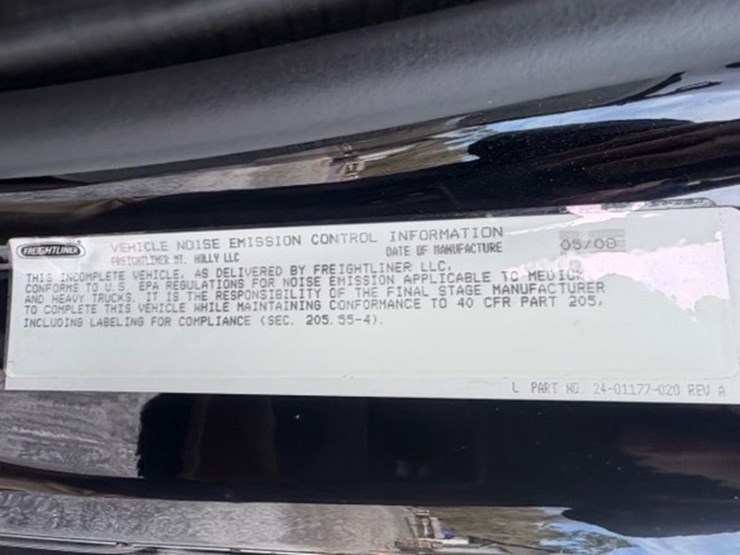 FREIGHTLINER
VEHICLE NOISE EMISSION CONTROL INFORMATION
FREIGHTLINER MT. HOLLY LLC DATE OF MANUFACTURE 05/08
THIS INCOMPLETE VEHICLE, AS DELIVERED BY FREIGHTLINER LLC,
CONFORMS TO U.S. EPA REGULATIONS FOR NOISE EMISSION APPLICABLE TO MEDIUM
AND HEAVY TRUCKS. IT IS THE RESPONSIBILITY OF THE FINAL STAGE MANUFACTURER
TO COMPLETE THIS VEHICLE WHILE MAINTAINING CONFORMANCE TO 40 CFR PART 205,
INCLUDING LABELING FOR COMPLIANCE (SEC. 205.55-4).
L PART NO. 24-01177-020 REV A